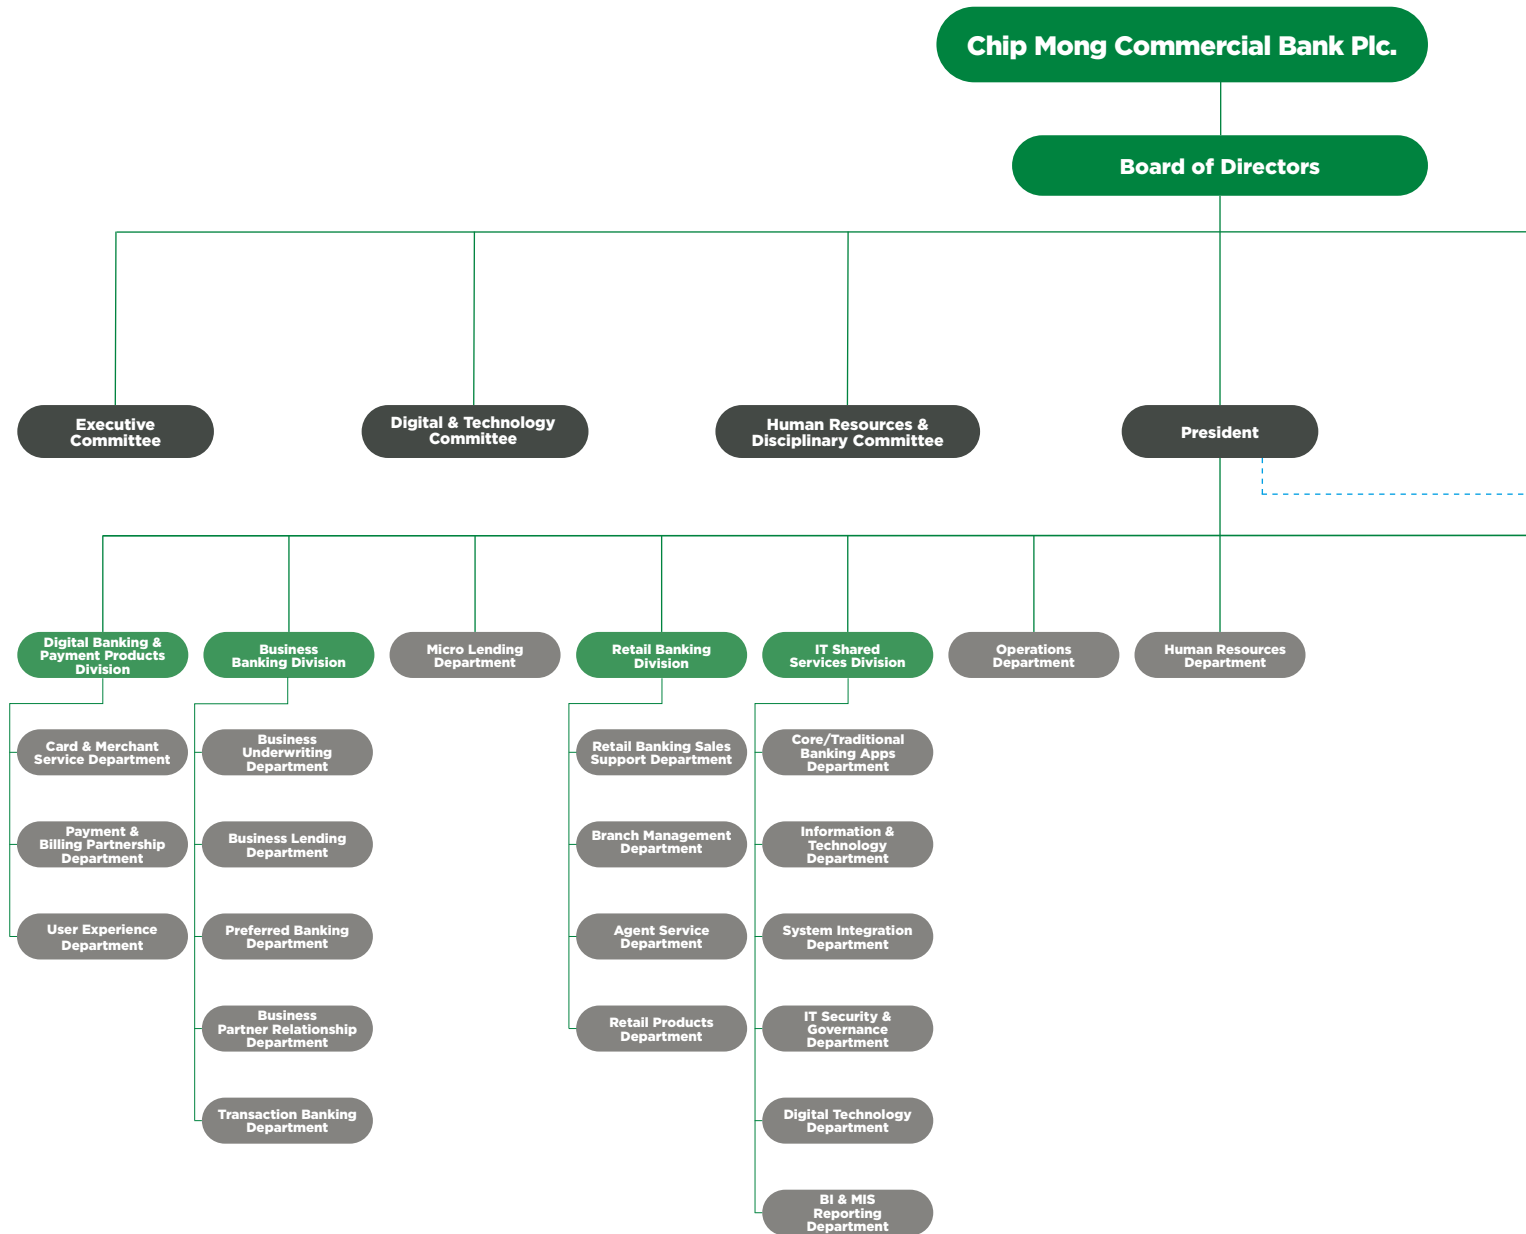 Chip Mong Commercial Bank Plc.
Board of Directors
Executive
Committee
Digital & Technology
Committee
Human Resources &
Disciplinary Committee
President
Digital Banking &
Payment Products
Division
Business
Banking Division
Micro Lending
Department
Retail Banking
Division
IT Shared
Services Division
Operations
Department
Human Resources
Department
Card & Merchant
Service Department
Payment &
Billing Partnership
Department
User Experience
Department
Business
Underwriting
Department
Business Lending
Department
Preferred Banking
Department
Business
Partner Relationship
Department
Transaction Banking
Department
Retail Banking Sales
Support Department
Branch Management
Department
Agent Service
Department
Retail Products
Department
Core/Traditional
Banking Apps
Department
Information &
Technology
Department
System Integration
Department
IT Security &
Governance
Department
Digital Technology
Department
BI & MIS
Reporting
Department